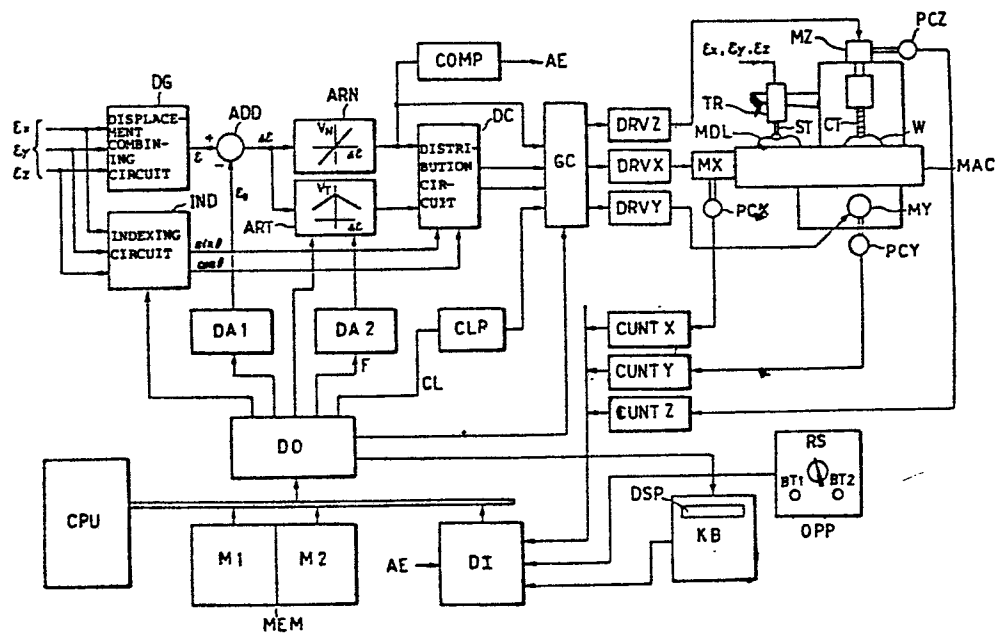 PCZ
MZ
COMP
AE
εx, εy, εz
DG
ARN
DC
TR
ST
CT
W
DISPLACE-
MENT
COMBIN-
ING
CIRCUIT
εx
εy
εz
ADD
+
-
ε
Δε
VN
Δε
MDL
DISTRI-
BUTION
CIR-
CUIT
GC
DRV Z
DRV X
DRV Y
MX
MAC
IND
ε0
VT
Δε
ART
PCX
MY
PCY
INDEXING
CIRCUIT
sinθ
cosθ
DA1
DA2
CLP
CUNT X
CUNT Y
CUNT Z
F
CL
DO
RS
BT1
BT2
OPP
CPU
DSP
KB
M1
M2
AE
DI
MEM